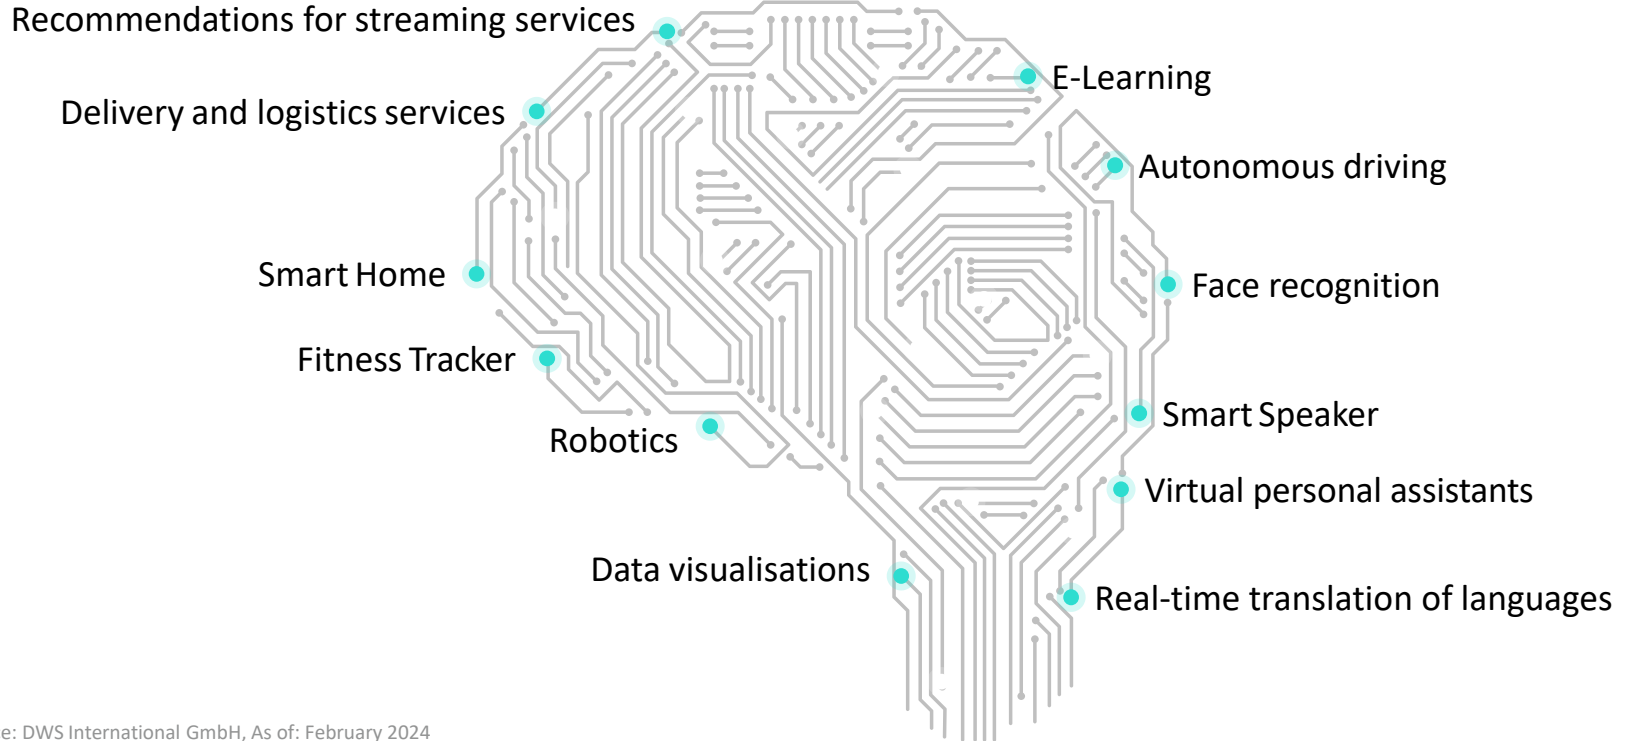 Recommendations for streaming services
E-Learning
Delivery and logistics services
Autonomous driving
Smart Home
Face recognition
Fitness Tracker
Smart Speaker
Robotics
Virtual personal assistants
Data visualisations
Real-time translation of languages
DWS International GmbH, As of: February 2024